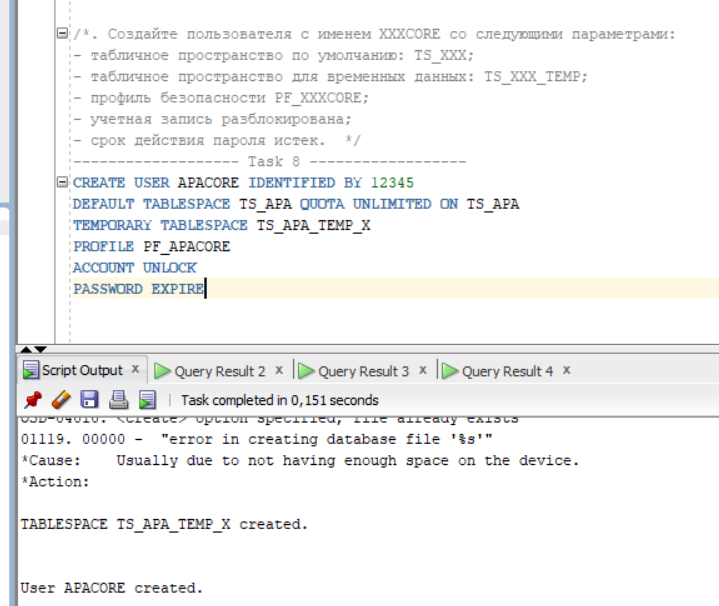 /*. Создайте пользователя с именем XXXCORE со следующими параметрами:
- табличное пространство по умолчанию: TS_XXX;
- табличное пространство для временных данных: TS_XXX_TEMP;
- профиль безопасности PF_XXXCORE;
- учетная запись разблокирована;
- срок действия пароля истек.  */
------------------- Task 8 ------------------
CREATE USER APACORE IDENTIFIED BY 12345
DEFAULT TABLESPACE TS_APA QUOTA UNLIMITED ON TS_APA
TEMPORARY TABLESPACE TS_APA_TEMP_X
PROFILE PF_APACORE
ACCOUNT UNLOCK
PASSWORD EXPIRE
Script Output x Query Result 2 x Query Result 3 x Query Result 4 x
Task completed in 0,151 seconds
OSD-04010: <create> option specified, file already exists
01119. 00000 -  "error in creating database file '%s'"
*Cause:    Usually due to not having enough space on the device.
*Action:
TABLESPACE TS_APA_TEMP_X created.
User APACORE created.